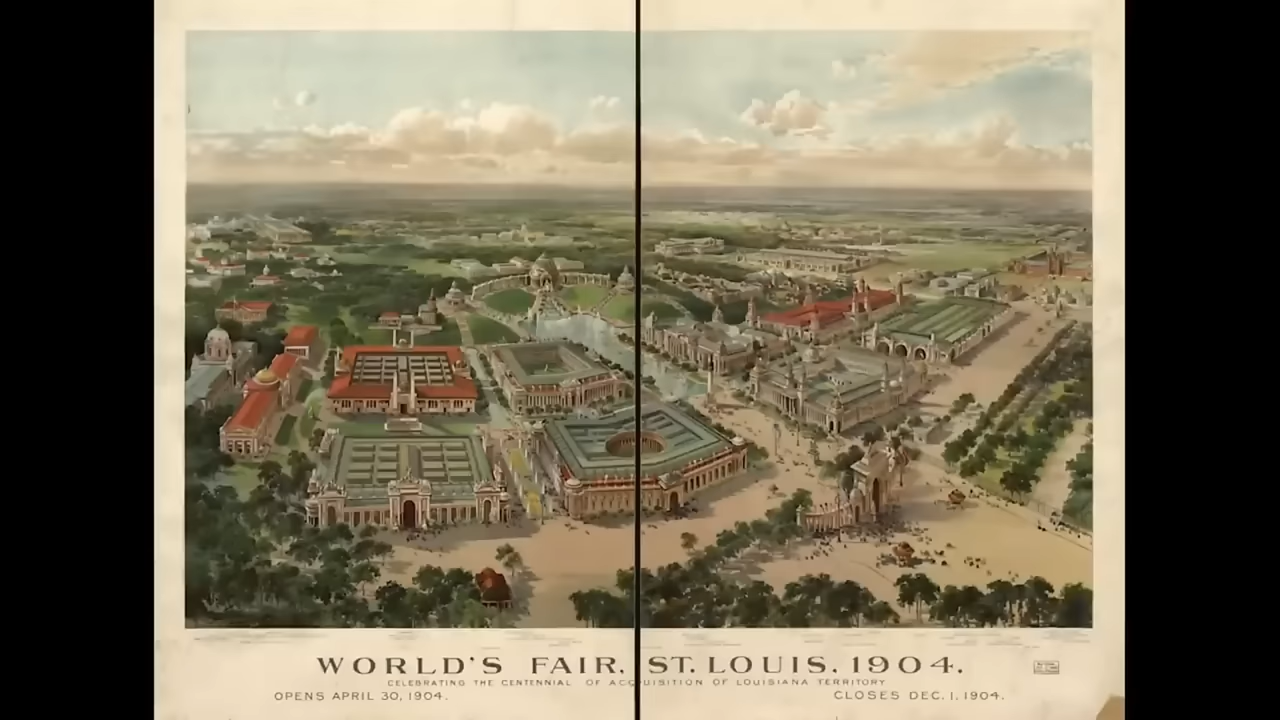 WORLD'S FAIR, ST. LOUIS. 1904.
CELEBRATING THE CENTENNIAL OF ACQUISITION OF LOUISIANA TERRITORY
OPENS APRIL 30, 1904. CLOSES DEC. 1, 1904.